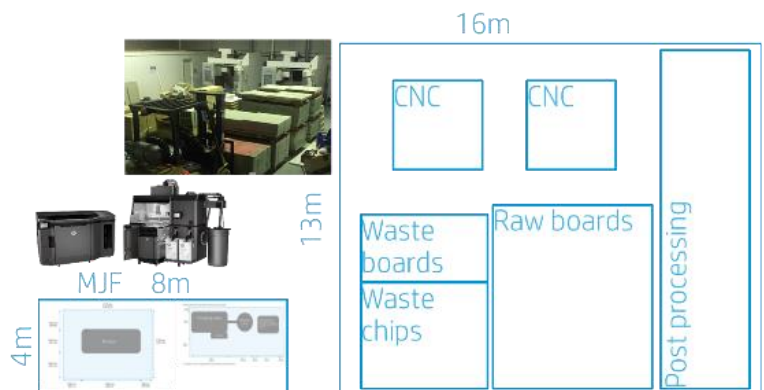 16m
13m
CNC
CNC
Waste
boards
Raw boards
Waste
chips
Post processing
MJF 8m
4m